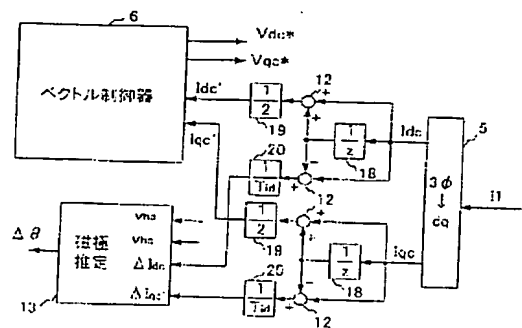 6
Vdc*
Vqc*
ベクトル制御器
Idc'
1
2
19
12
+
+
Idc
1
z
18
5
Iqc'
20
1
Tid
−
+
12
3φ
↓
dq
I1
1
2
19
+
Δθ
磁極
推定
13
vhd
vhq
ΔIdc
ΔIqc'
20
1
Tid
1
z
18
Iqc
−
+
12